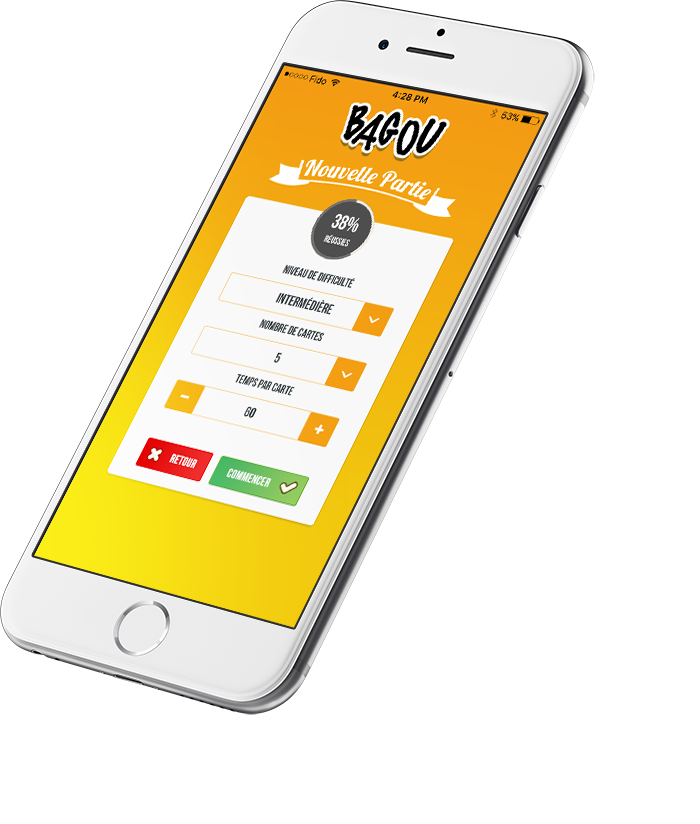 Fido
4:28 PM
53%
BAGOU
Nouvelle Partie
38%
RÉUSSIES
NIVEAU DE DIFFICULTÉ
INTERMÉDIÈRE
NOMBRE DE CARTES
5
TEMPS PAR CARTE
-
60
+
RETOUR
COMMENCER